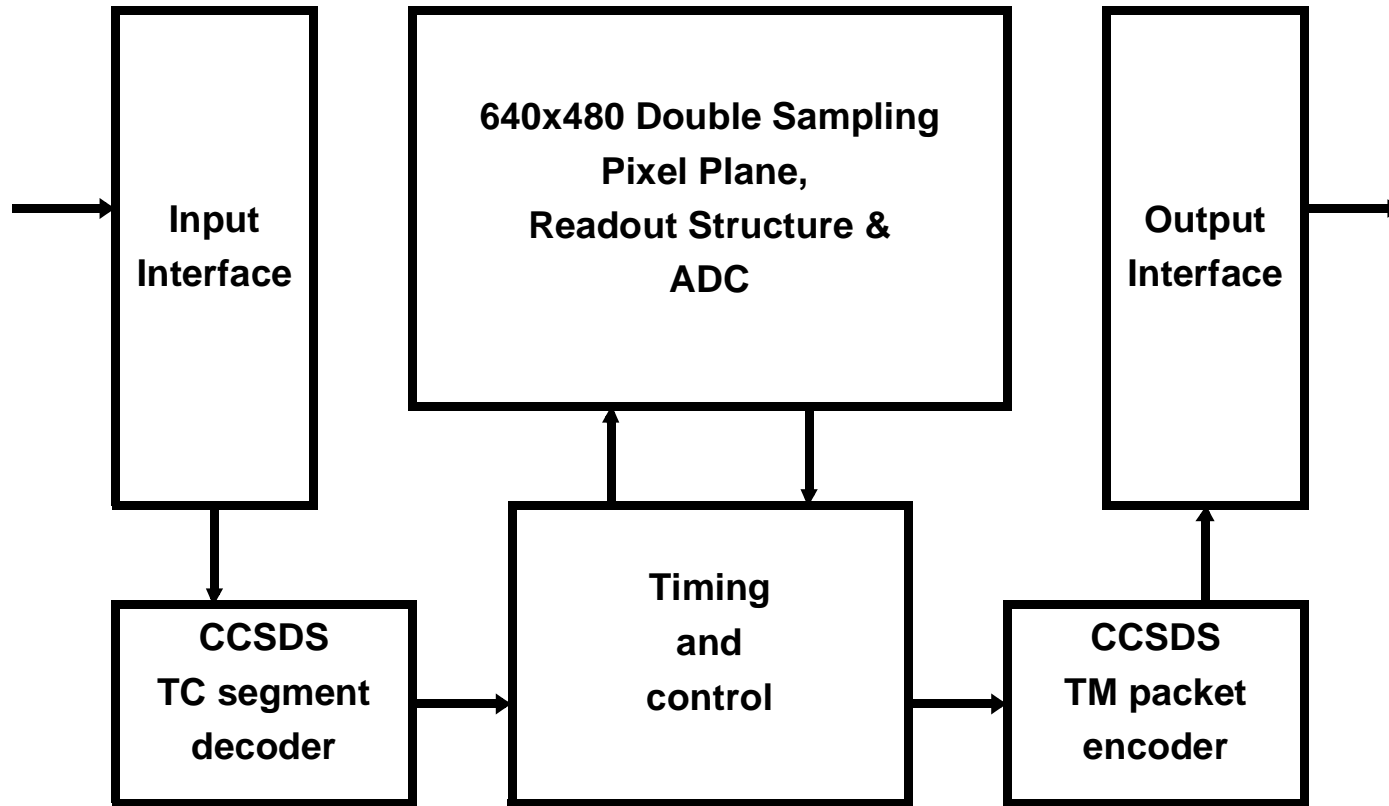 Input
Interface
640x480 Double Sampling
Pixel Plane,
Readout Structure &
ADC
Output
Interface
CCSDS
TC segment
decoder
Timing
and
control
CCSDS
TM packet
encoder